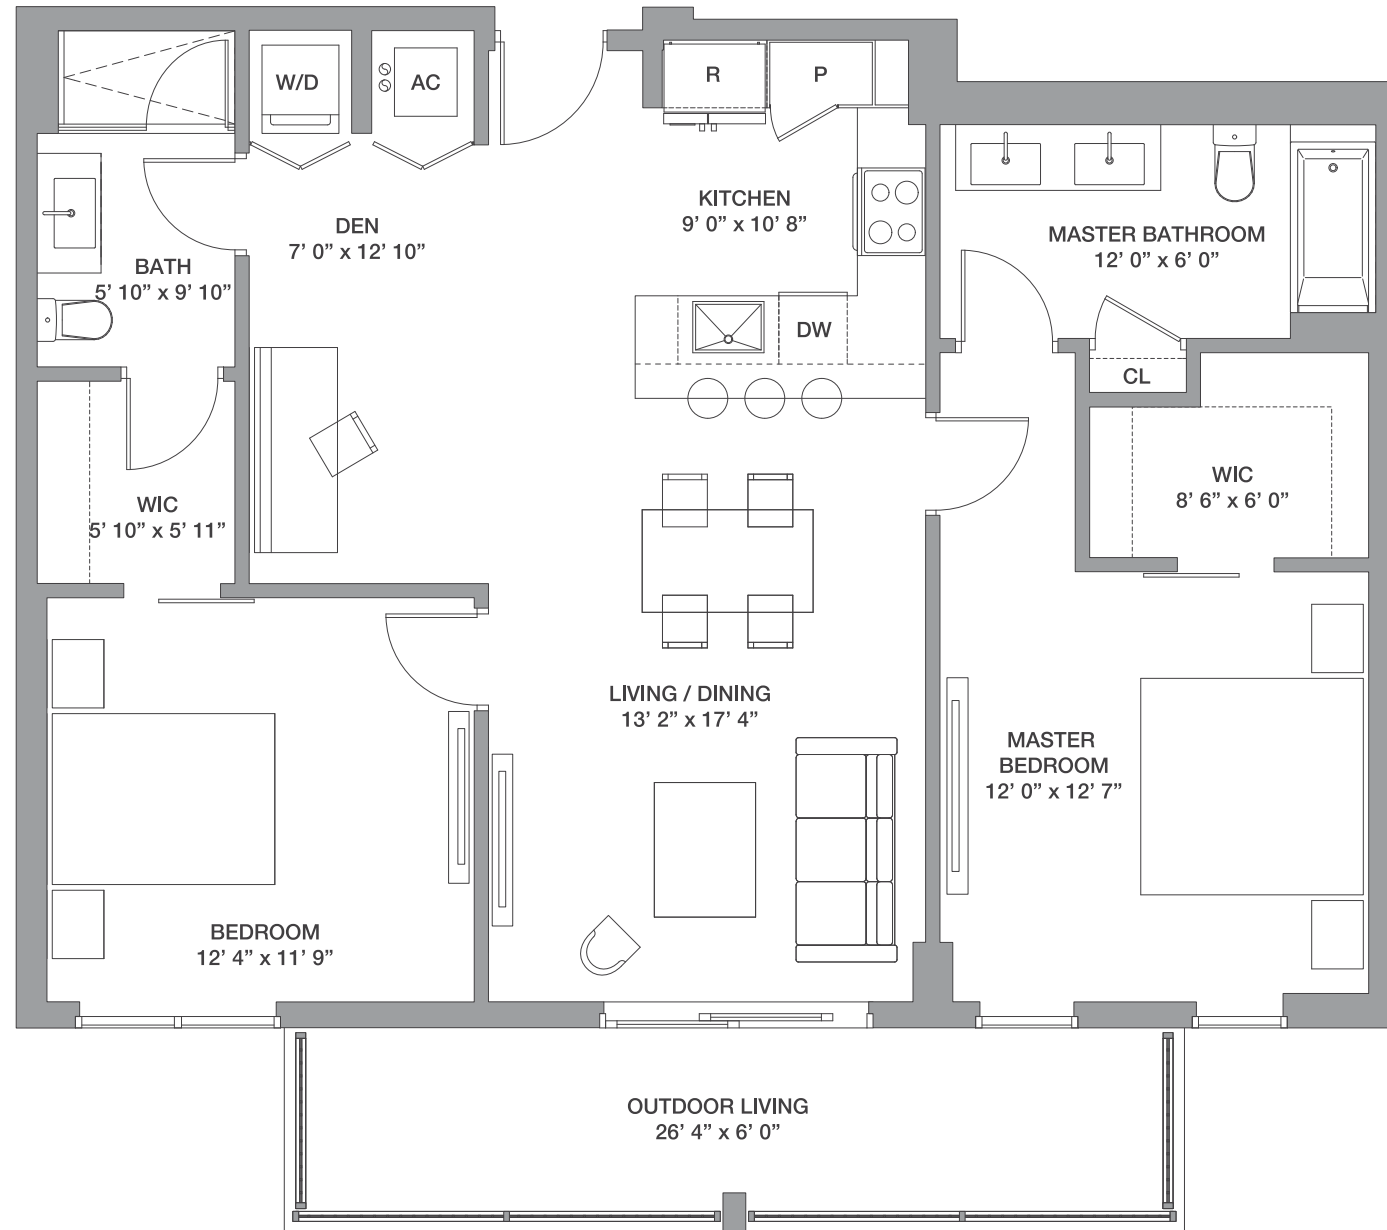 W/D
AC
R
P
KITCHEN
9’ 0” x 10’ 8”
DEN
7’ 0” x 12’ 10”
MASTER BATHROOM
12’ 0” x 6’ 0”
BATH
5’ 10” x 9’ 10”
DW
CL
WIC
8’ 6” x 6’ 0”
WIC
5’ 10” x 5’ 11”
LIVING / DINING
13’ 2” x 17’ 4”
MASTER
BEDROOM
12’ 0” x 12’ 7”
BEDROOM
12’ 4” x 11’ 9”
OUTDOOR LIVING
26’ 4” x 6’ 0”